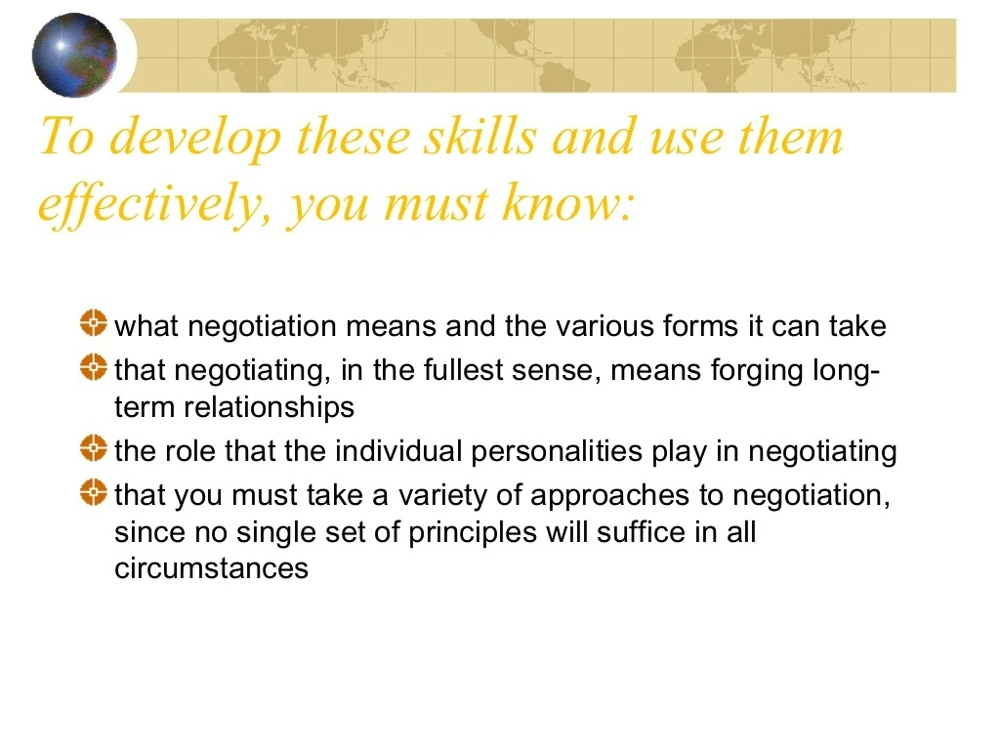 To develop these skills and use them
effectively, you must know:
what negotiation means and the various forms it can take
that negotiating, in the fullest sense, means forging long-
term relationships
the role that the individual personalities play in negotiating
that you must take a variety of approaches to negotiation,
since no single set of principles will suffice in all
circumstances